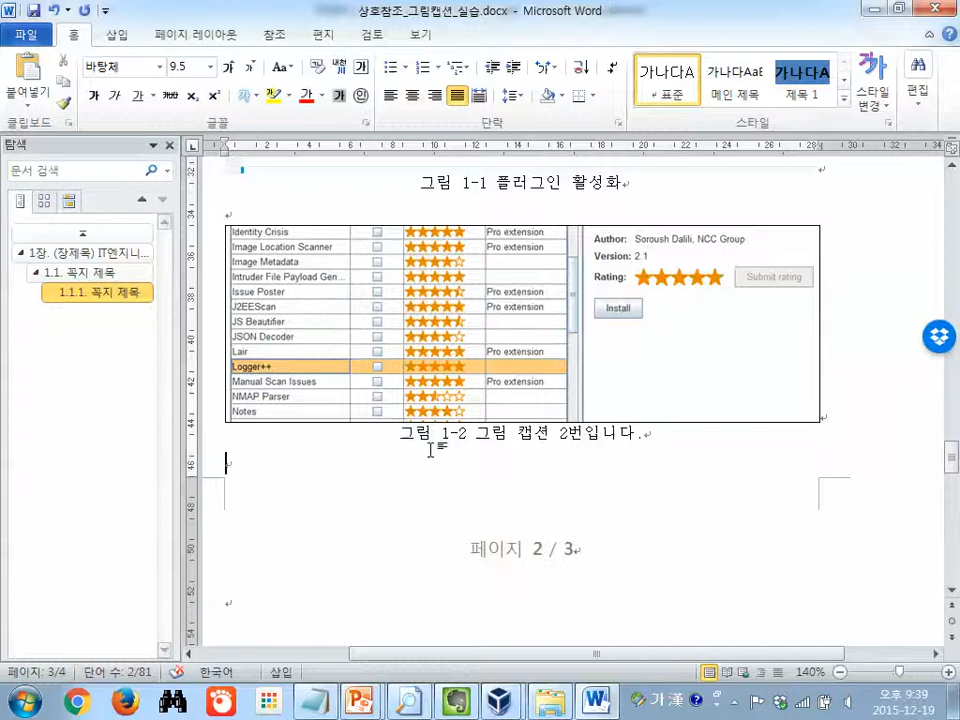 상호참조_그림캡션_실습.docx - Microsoft Word
파일 홈 삽입 페이지 레이아웃 참조 편지 검토 보기
바탕체 9.5
붙여넣기
클립보드 글꼴 단락 스타일
가나다A 가나다AaE 가나다A
표준 메인 제목 제목 1
스타일 변경
편집
탐색
문서 검색
1장. (장제목) IT엔지니...
1.1. 꼭지 제목
1.1.1. 꼭지 제목
그림 1-1 플러그인 활성화
Identity Crisis Pro extension
Image Location Scanner Pro extension
Image Metadata
Intruder File Payload Gen ...
Issue Poster Pro extension
J2EEScan Pro extension
JS Beautifier
JSON Decoder
Lair Pro extension
Logger++
Manual Scan Issues Pro extension
NMAP Parser
Notes
Author: Soroush Dalili, NCC Group
Version: 2.1
Rating: Submit rating
Install
그림 1-2 그림 캡션 2번입니다.
페이지 2 / 3
페이지: 3/4 단어 수: 2/81 한국어 삽입 140%
가 漢
오후 9:39
2015-12-19